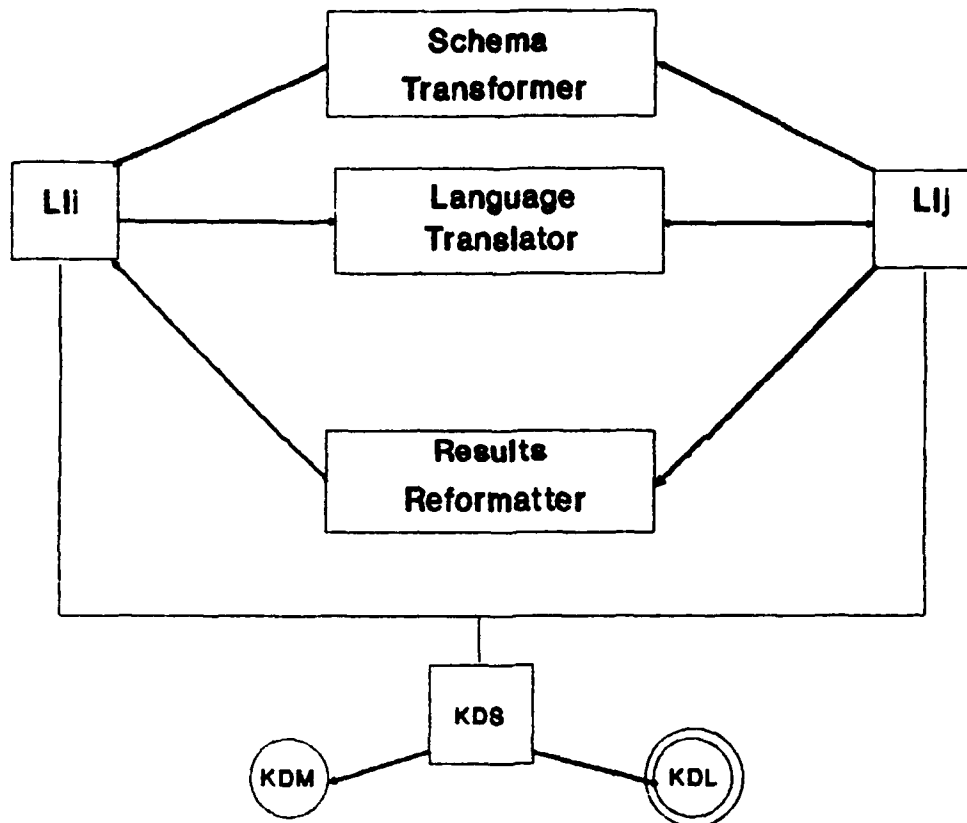 Schema
Transformer
LIi
Language
Translator
LIj
Results
Reformatter
KDS
KDM
KDL